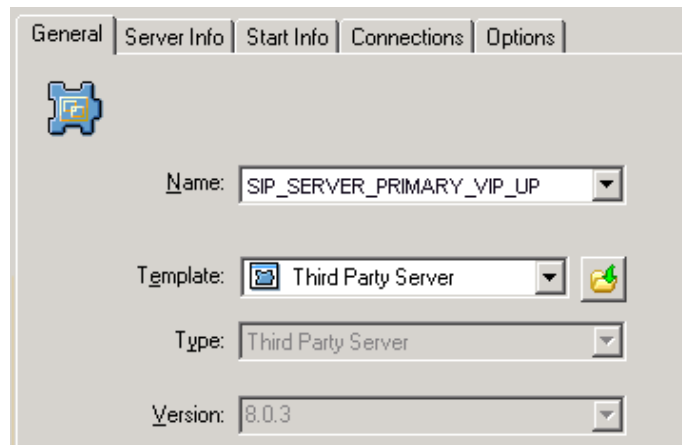 General Server Info Start Info Connections Options
Name: SIP_SERVER_PRIMARY_VIP_UP
Template: Third Party Server
Type: Third Party Server
Version: 8.0.3